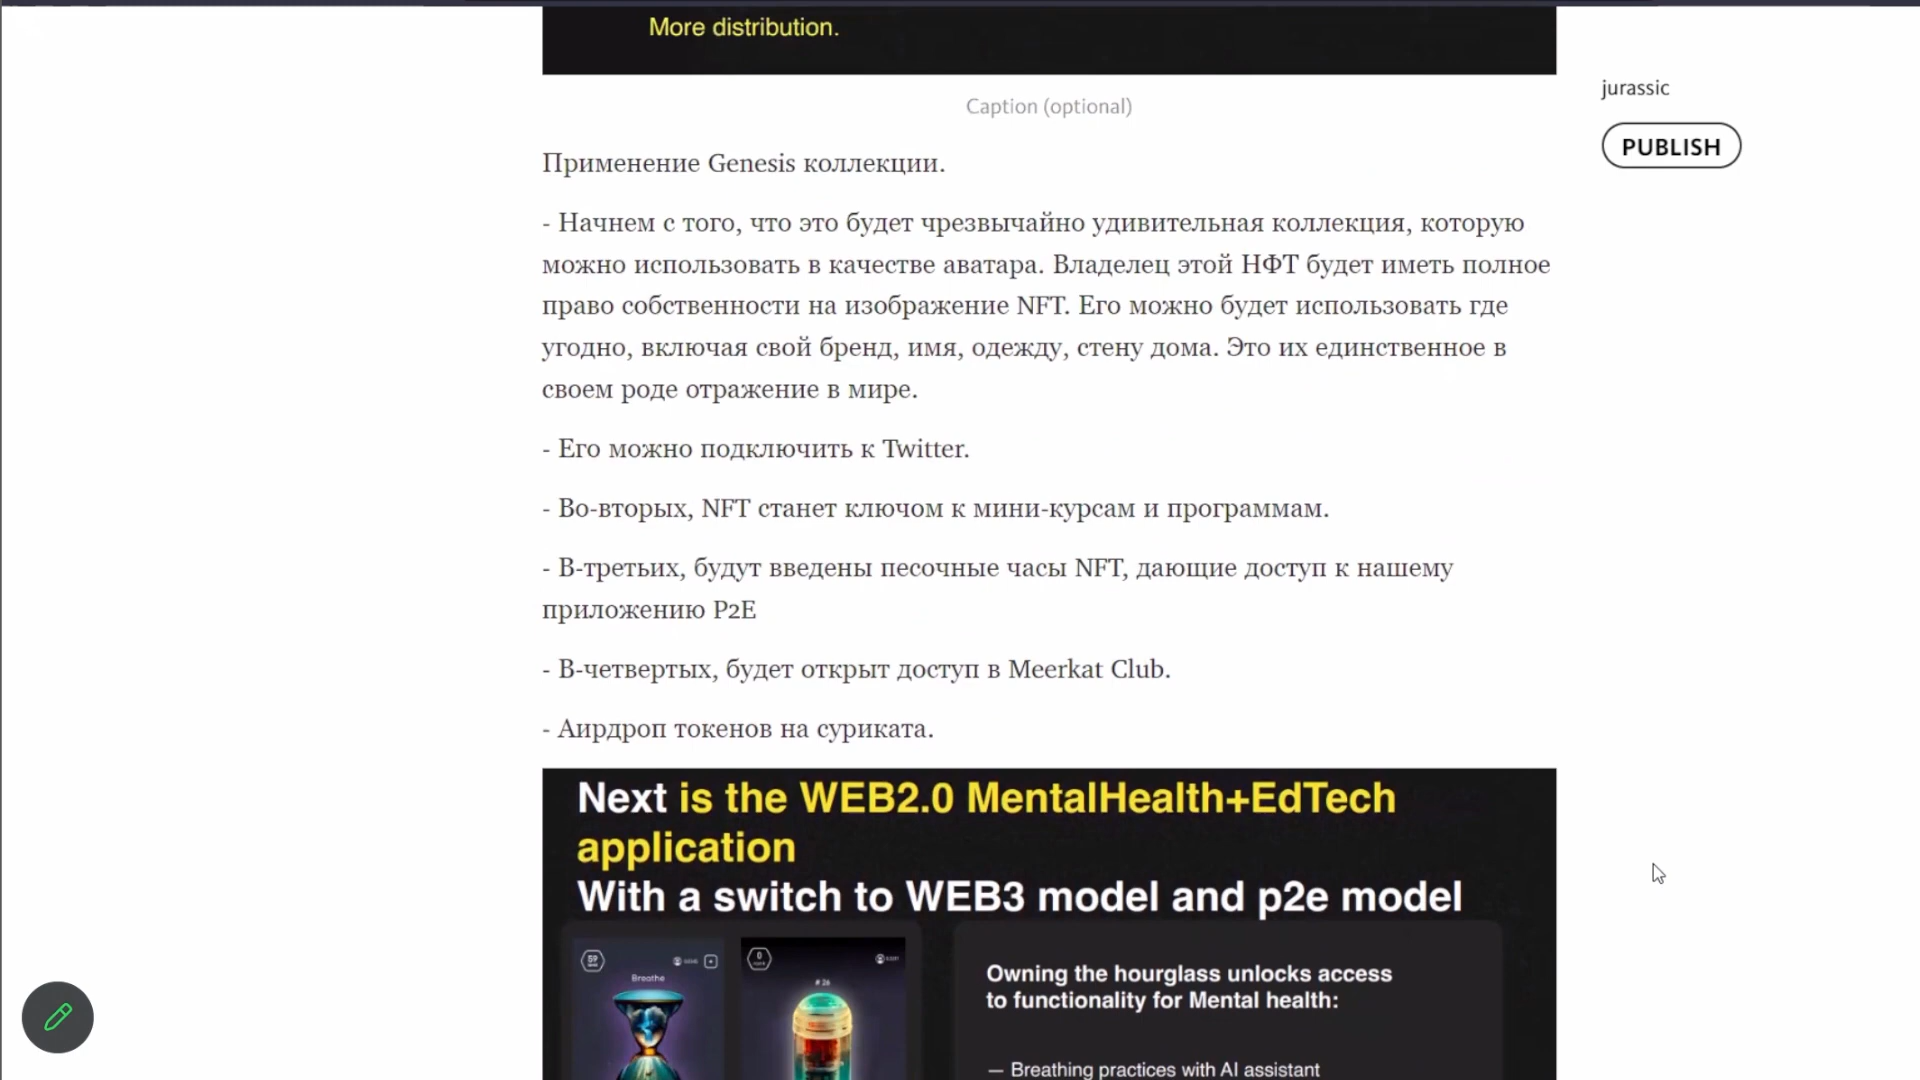 More distribution.
Caption (optional)
jurassic
PUBLISH
Применение Genesis коллекции.
- Начнем с того, что это будет чрезвычайно удивительная коллекция, которую
можно использовать в качестве аватара. Владелец этой НФТ будет иметь полное
право собственности на изображение NFT. Его можно будет использовать где
угодно, включая свой бренд, имя, одежду, стену дома. Это их единственное в
своем роде отражение в мире.
- Его можно подключить к Twitter.
- Во-вторых, NFT станет ключом к мини-курсам и программам.
- В-третьих, будут введены песочные часы NFT, дающие доступ к нашему
приложению P2E
- В-четвертых, будет открыт доступ в Meerkat Club.
- Аирдроп токенов на суриката.
Next is the WEB2.0 MentalHealth+EdTech
application
With a switch to WEB3 model and p2e model
59
Breathe
0
# 26
Owning the hourglass unlocks access
to functionality for Mental health:
— Breathing practices with AI assistant